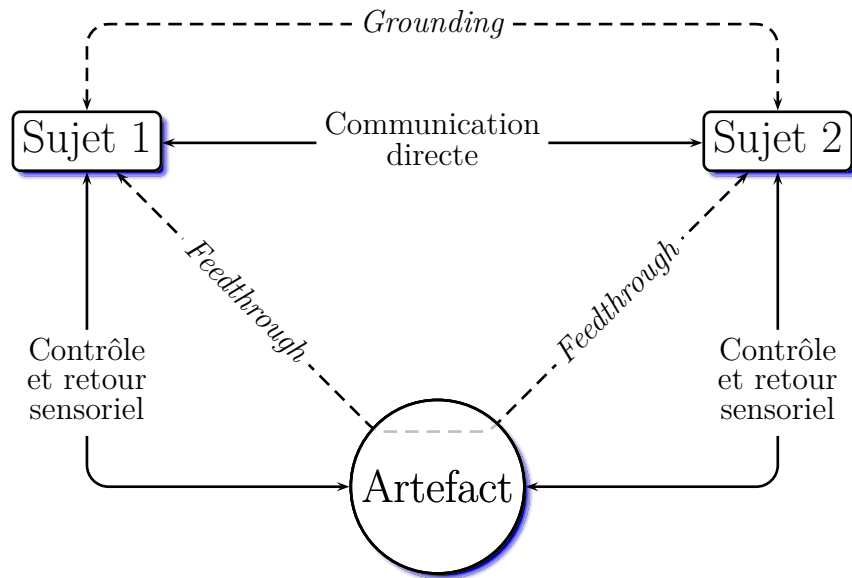 Grounding
Sujet 1
Communication
directe
Sujet 2
Feedthrough
Feedthrough
Contrôle
et retour
sensoriel
Contrôle
et retour
sensoriel
Artefact